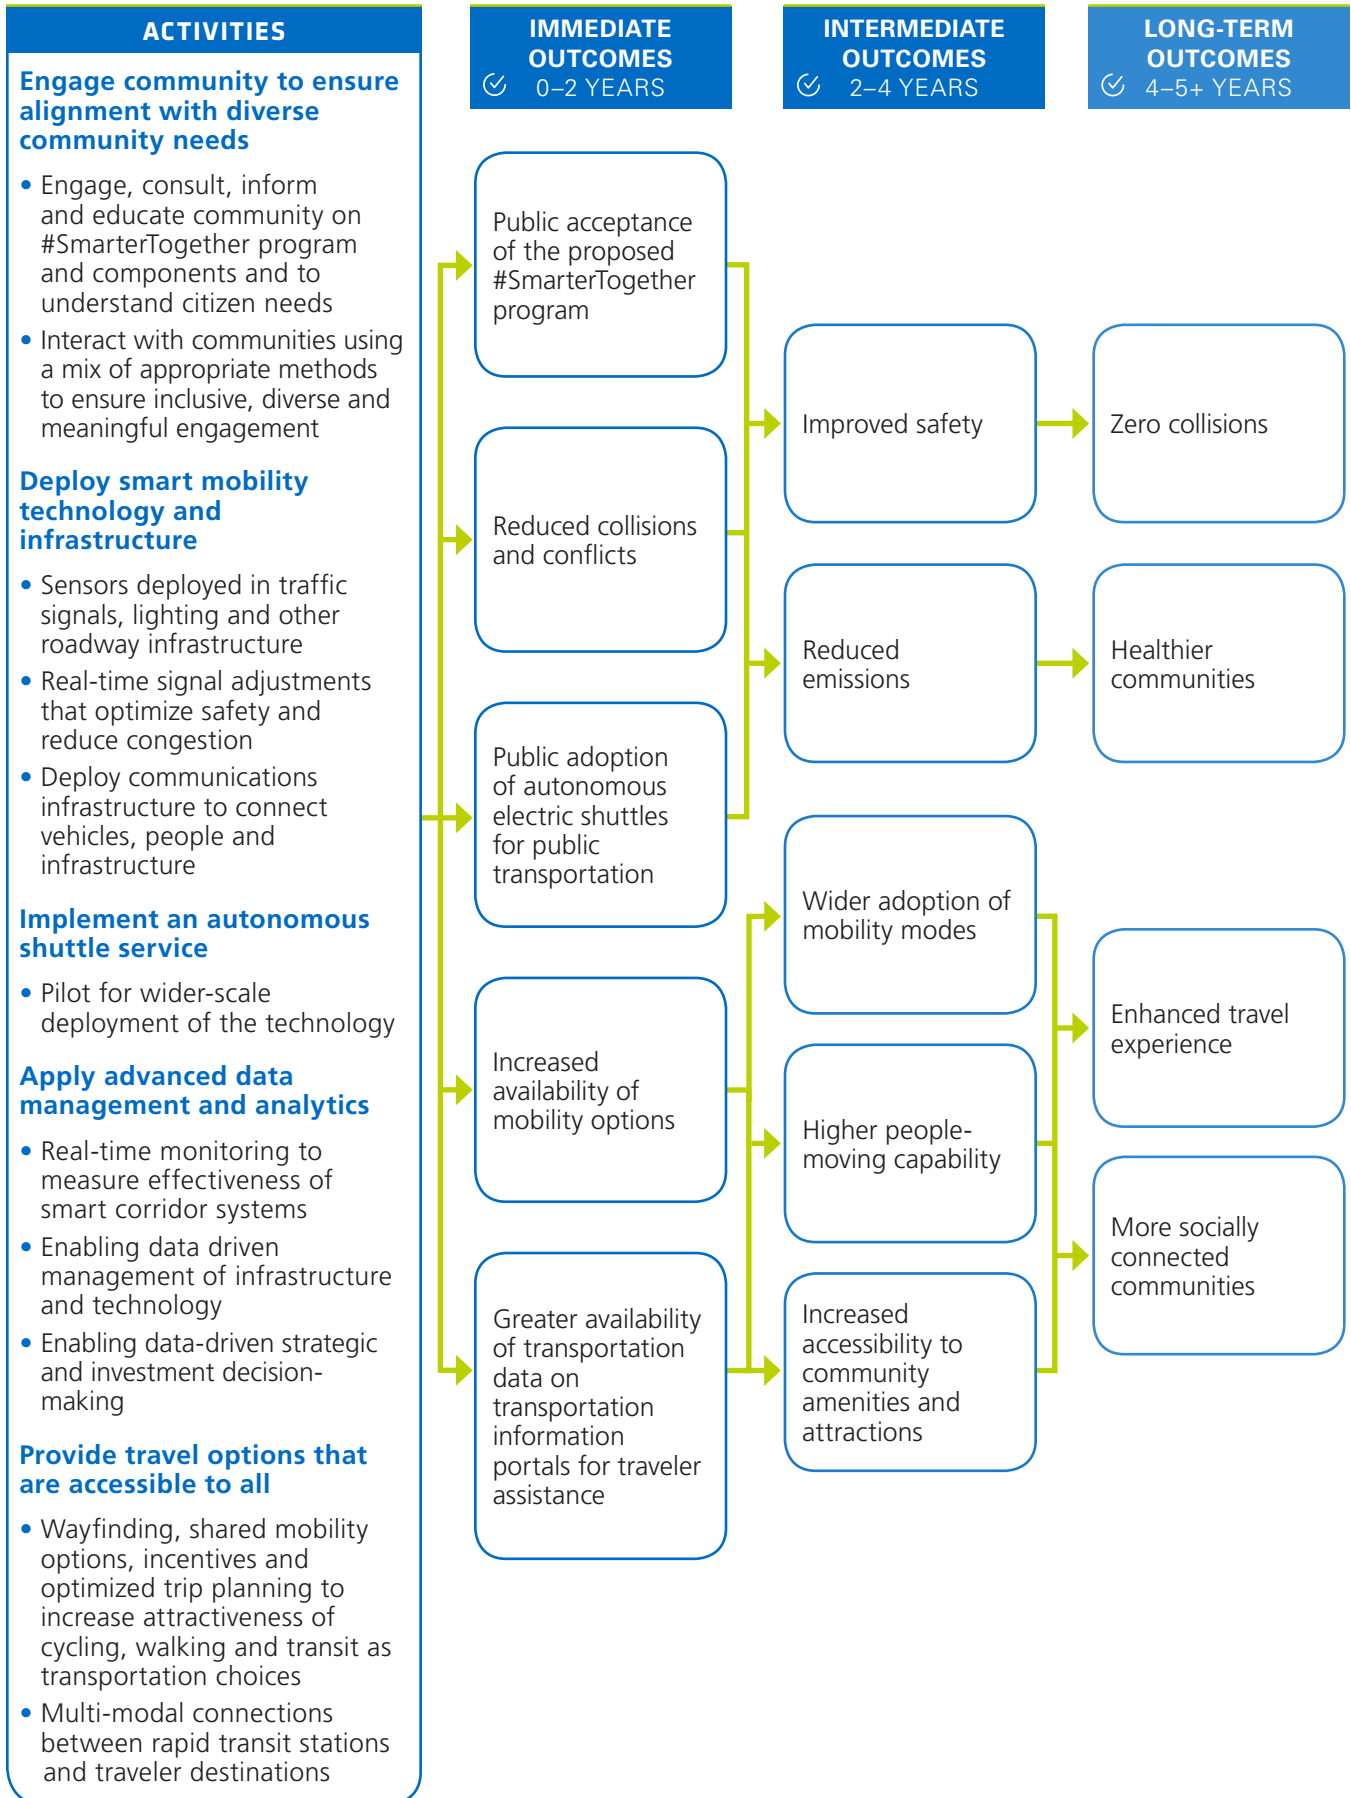 ACTIVITIES
Engage community to ensure
alignment with diverse
community needs
• Engage, consult, inform
and educate community on
#SmarterTogether program
and components and to
understand citizen needs
• Interact with communities using
a mix of appropriate methods
to ensure inclusive, diverse and
meaningful engagement
Deploy smart mobility
technology and
infrastructure
• Sensors deployed in traffic
signals, lighting and other
roadway infrastructure
• Real-time signal adjustments
that optimize safety and
reduce congestion
• Deploy communications
infrastructure to connect
vehicles, people and
infrastructure
Implement an autonomous
shuttle service
• Pilot for wider-scale
deployment of the technology
Apply advanced data
management and analytics
• Real-time monitoring to
measure effectiveness of
smart corridor systems
• Enabling data driven
management of infrastructure
and technology
• Enabling data-driven strategic
and investment decision-
making
Provide travel options that
are accessible to all
• Wayfinding, shared mobility
options, incentives and
optimized trip planning to
increase attractiveness of
cycling, walking and transit as
transportation choices
• Multi-modal connections
between rapid transit stations
and traveler destinations
IMMEDIATE
OUTCOMES
0–2 YEARS
Public acceptance
of the proposed
#SmarterTogether
program
Reduced collisions
and conflicts
Public adoption
of autonomous
electric shuttles
for public
transportation
Increased
availability of
mobility options
Greater availability
of transportation
data on
transportation
information
portals for traveler
assistance
INTERMEDIATE
OUTCOMES
2–4 YEARS
Improved safety
Reduced
emissions
Wider adoption of
mobility modes
Higher people-
moving capability
Increased
accessibility to
community
amenities and
attractions
LONG-TERM
OUTCOMES
4–5+ YEARS
Zero collisions
Healthier
communities
Enhanced travel
experience
More socially
connected
communities